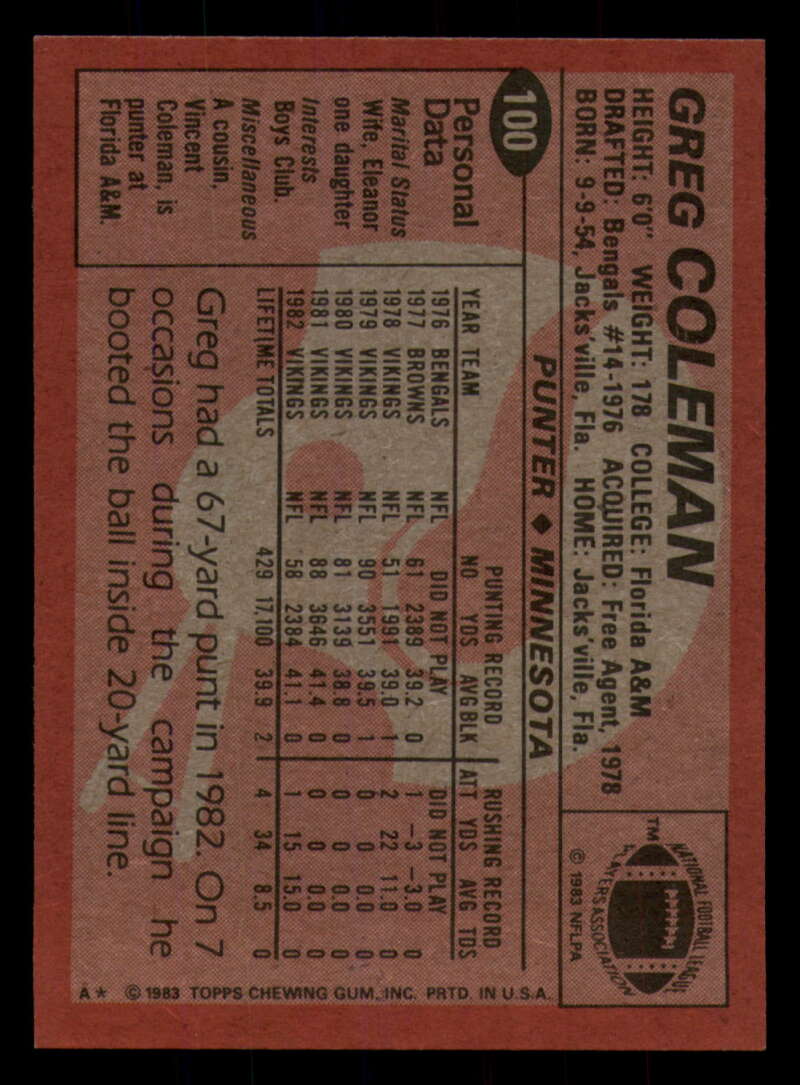 GREG COLEMAN
HEIGHT: 6'0" WEIGHT: 178 COLLEGE: Florida A&M
DRAFTED: Bengals #14-1976 ACQUIRED: Free Agent, 1978
BORN: 9-9-54, Jacks'ville, Fla. HOME: Jacks'ville, Fla.
NATIONAL FOOTBALL LEAGUE
PLAYERS ASSOCIATION
TM
© 1983 NFLPA
100
PUNTER ◆ MINNESOTA
Personal
Data
Marital Status
Wife, Eleanor
one daughter
Interests
Boys Club.
Miscellaneous
A cousin,
Vincent
Coleman, is
punter at
Florida A&M.
PUNTING RECORD RUSHING RECORD
YEAR TEAM NO YDS AVG BLK ATT YDS AVG TDS
1976 BENGALS NFL DID NOT PLAY DID NOT PLAY
1977 BROWNS NFL 61 2389 39.2 0 1 -3 -3.0 0
1978 VIKINGS NFL 51 1991 39.0 1 2 22 11.0 0
1979 VIKINGS NFL 90 3551 39.5 1 0 0 0.0 0
1980 VIKINGS NFL 81 3139 38.8 0 0 0 0.0 0
1981 VIKINGS NFL 88 3646 41.4 0 0 0 0.0 0
1982 VIKINGS NFL 58 2384 41.1 0 1 15 15.0 0
LIFETIME TOTALS 429 17,100 39.9 2 4 34 8.5 0
Greg had a 67-yard punt in 1982. On 7
occasions during the campaign he
booted the ball inside 20-yard line.
A* © 1983 TOPPS CHEWING GUM, INC. PRTD. IN U.S.A.